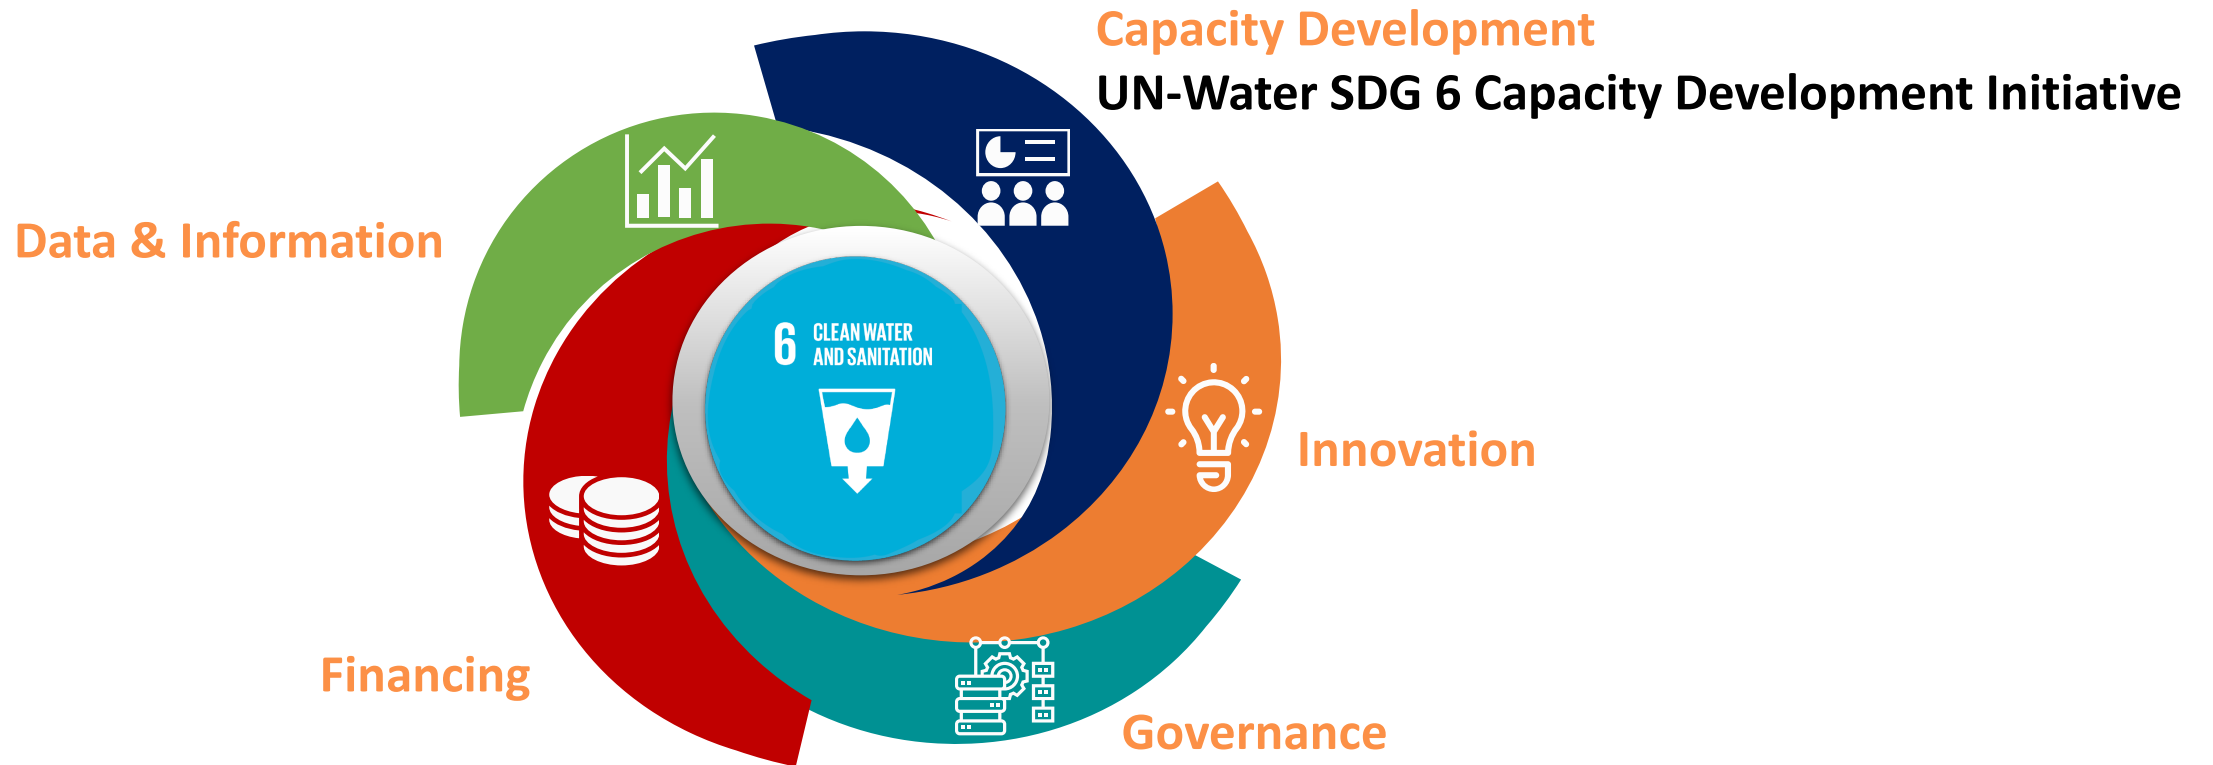 Capacity Development
UN-Water SDG 6 Capacity Development Initiative
Data & Information
6 CLEAN WATER
AND SANITATION
Innovation
Financing
Governance